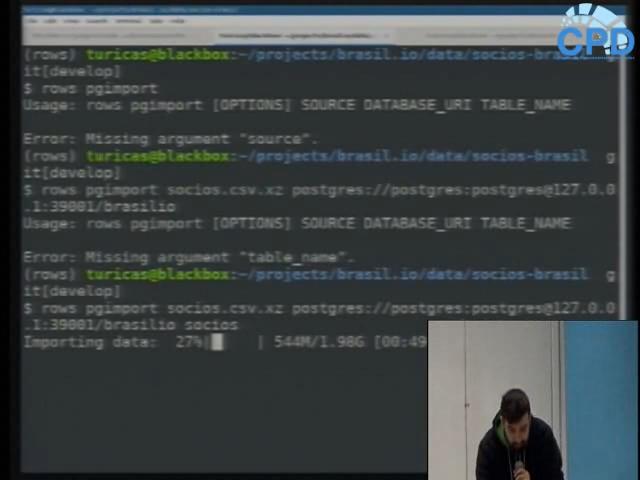 CPD
(rows) turicas@blackbox:~/projects/brasil.io/data/socios-brasil g
it[develop]
$ rows pgimport
Usage: rows pgimport [OPTIONS] SOURCE DATABASE_URI TABLE_NAME
Error: Missing argument "source".
(rows) turicas@blackbox:~/projects/brasil.io/data/socios-brasil g
it[develop]
$ rows pgimport socios.csv.xz postgres://postgres:postgres@127.0.0
.1:39001/brasilio
Usage: rows pgimport [OPTIONS] SOURCE DATABASE_URI TABLE_NAME
Error: Missing argument "table_name".
(rows) turicas@blackbox:~/projects/brasil.io/data/socios-brasil g
it[develop]
$ rows pgimport socios.csv.xz postgres://postgres:postgres@127.0.0
.1:39001/brasilio socios
Importing data: 27%| | 544M/1.98G [00:49